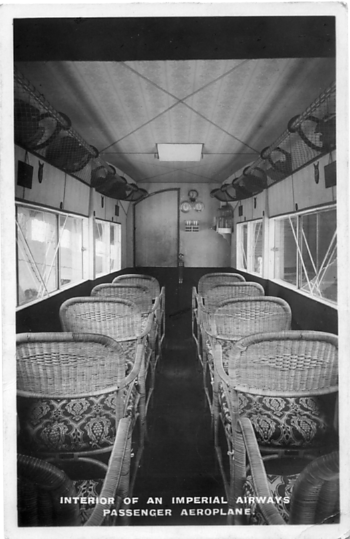 INTERIOR OF AN IMPERIAL AIRWAYS
PASSENGER AEROPLANE.